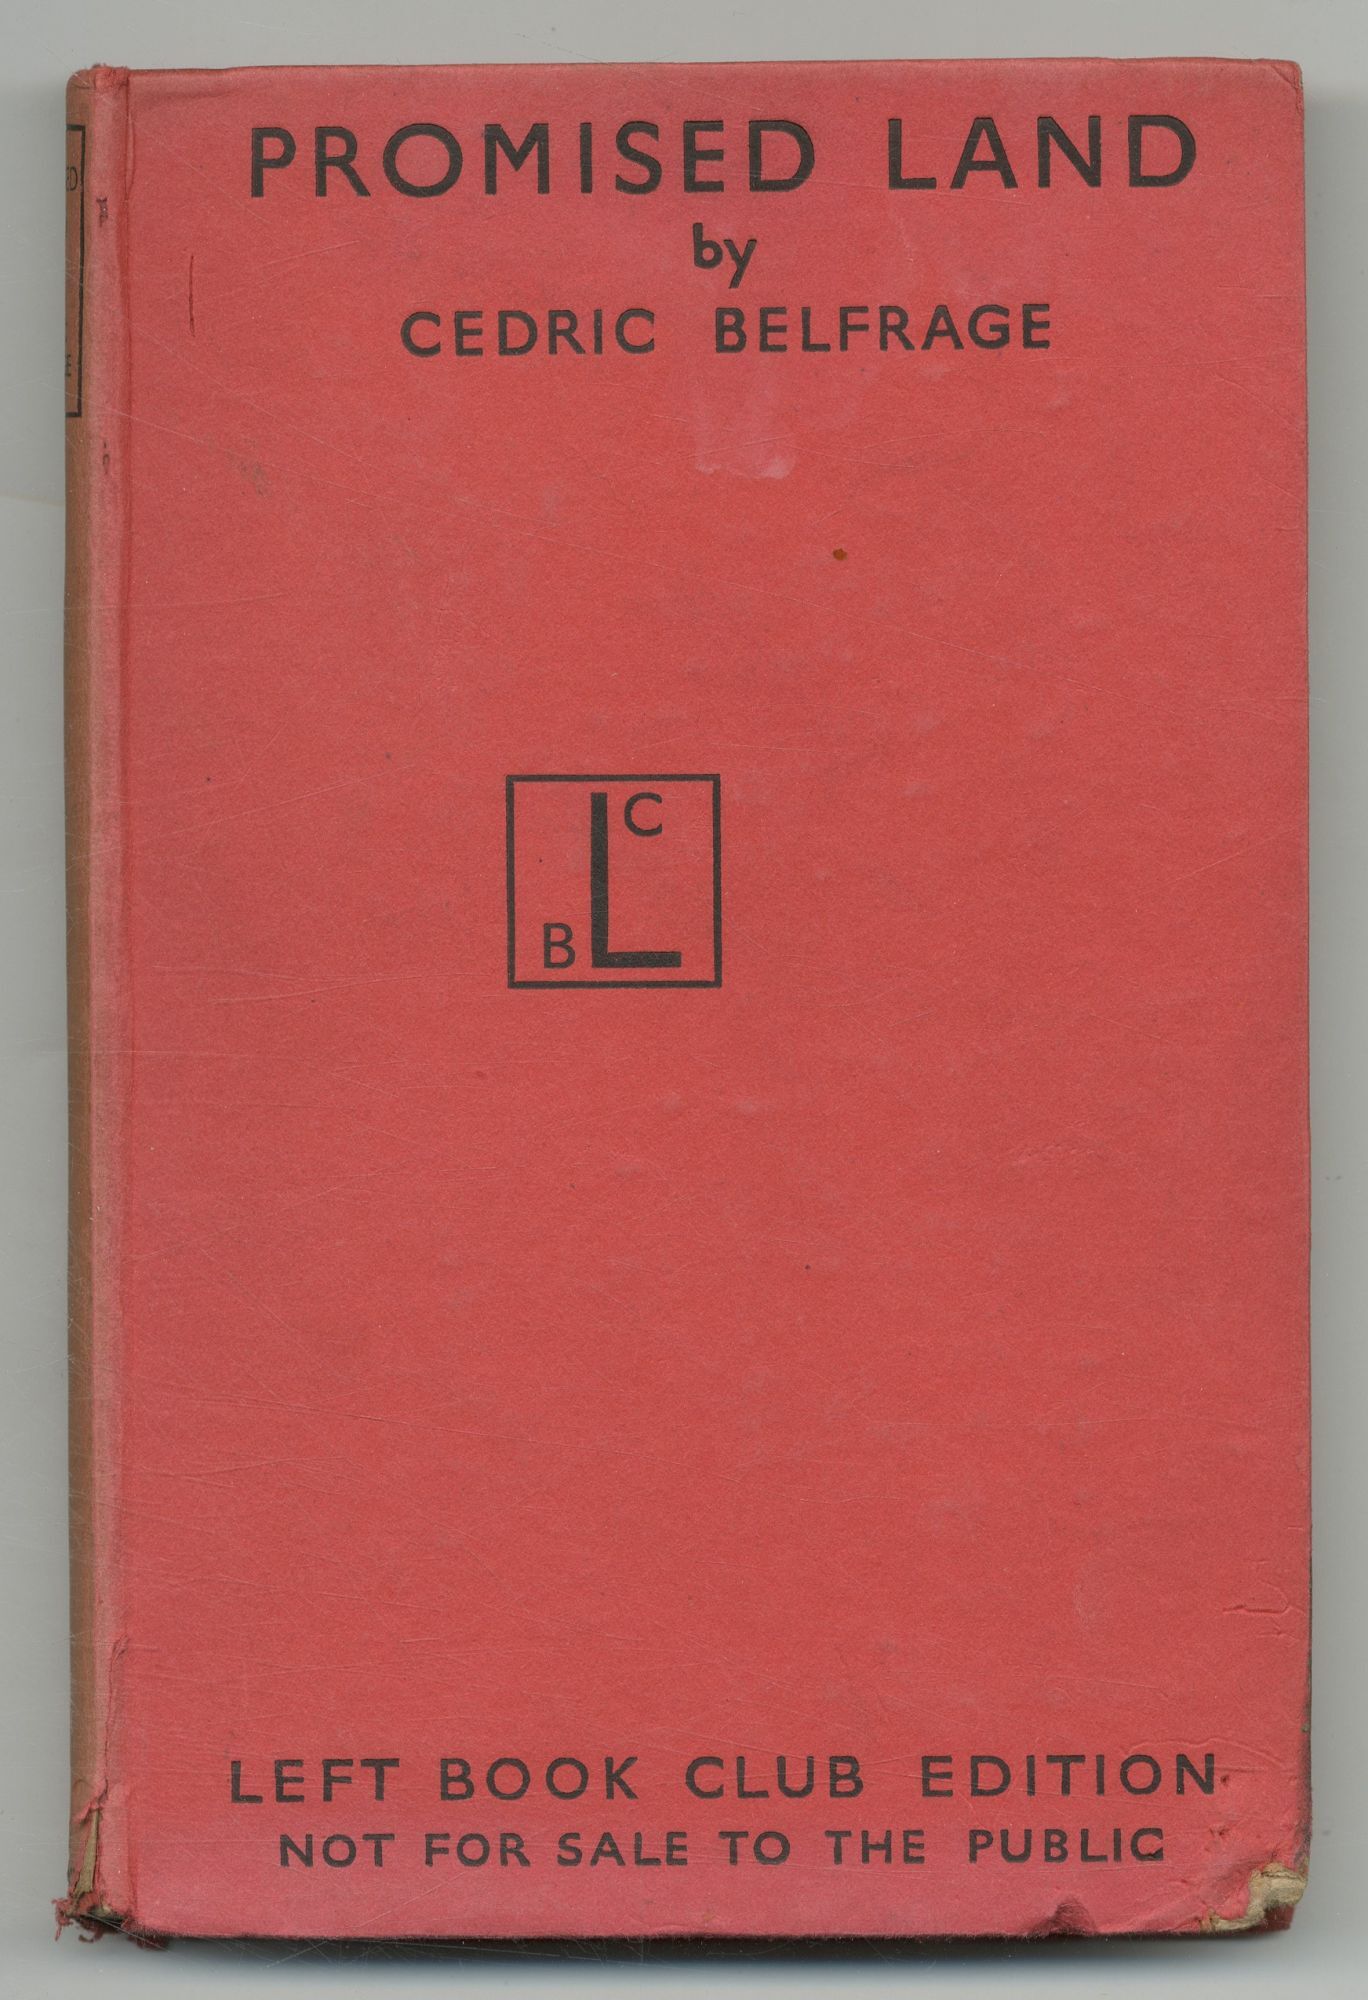 PROMISED LAND
by
CEDRIC BELFRAGE
C
L
B
LEFT BOOK CLUB EDITION
NOT FOR SALE TO THE PUBLIC